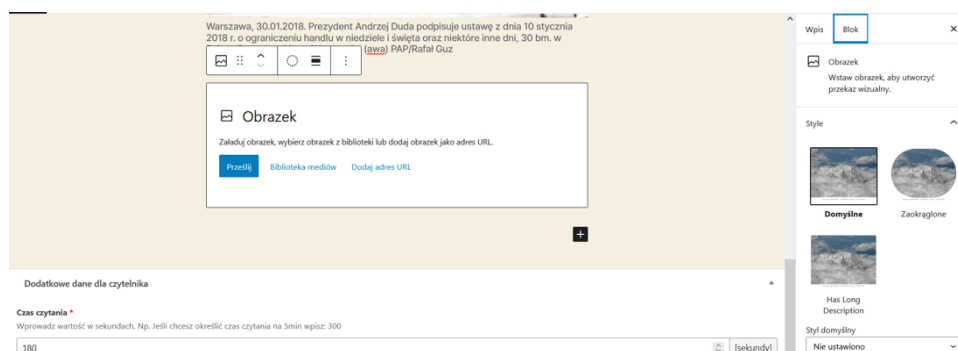 Warszawa, 30.01.2018. Prezydent Andrzej Duda podpisuje ustawę z dnia 10 stycznia
2018 r. o ograniczeniu handlu w niedziele i święta oraz niektóre inne dni, 30 bm. w
(awa) PAP/Rafał Guz
Obrazek
Załaduj obrazek, wybierz obrazek z biblioteki lub dodaj obrazek jako adres URL.
Prześlij Biblioteka mediów Dodaj adres URL
Dodatkowe dane dla czytelnika
Czas czytania *
Wprowadz wartość w sekundach. Np. Jeśli chcesz określić czas czytania na 5min wpisz: 300
180 [sekundy]
Wpis Blok
Obrazek
Wstaw obrazek, aby utworzyć
przekaz wizualny.
Style
Domyślne Zaokrąglone
Has Long
Description
Styl domyślny
Nie ustawiono